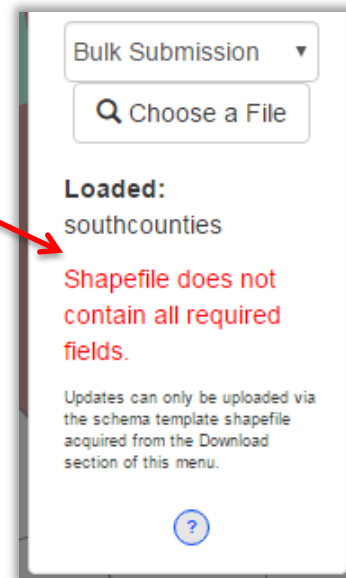 Bulk Submission
Choose a File
Loaded:
southcounties
Shapefile does not
contain all required
fields.
Updates can only be uploaded via
the schema template shapefile
acquired from the Download
section of this menu.
?